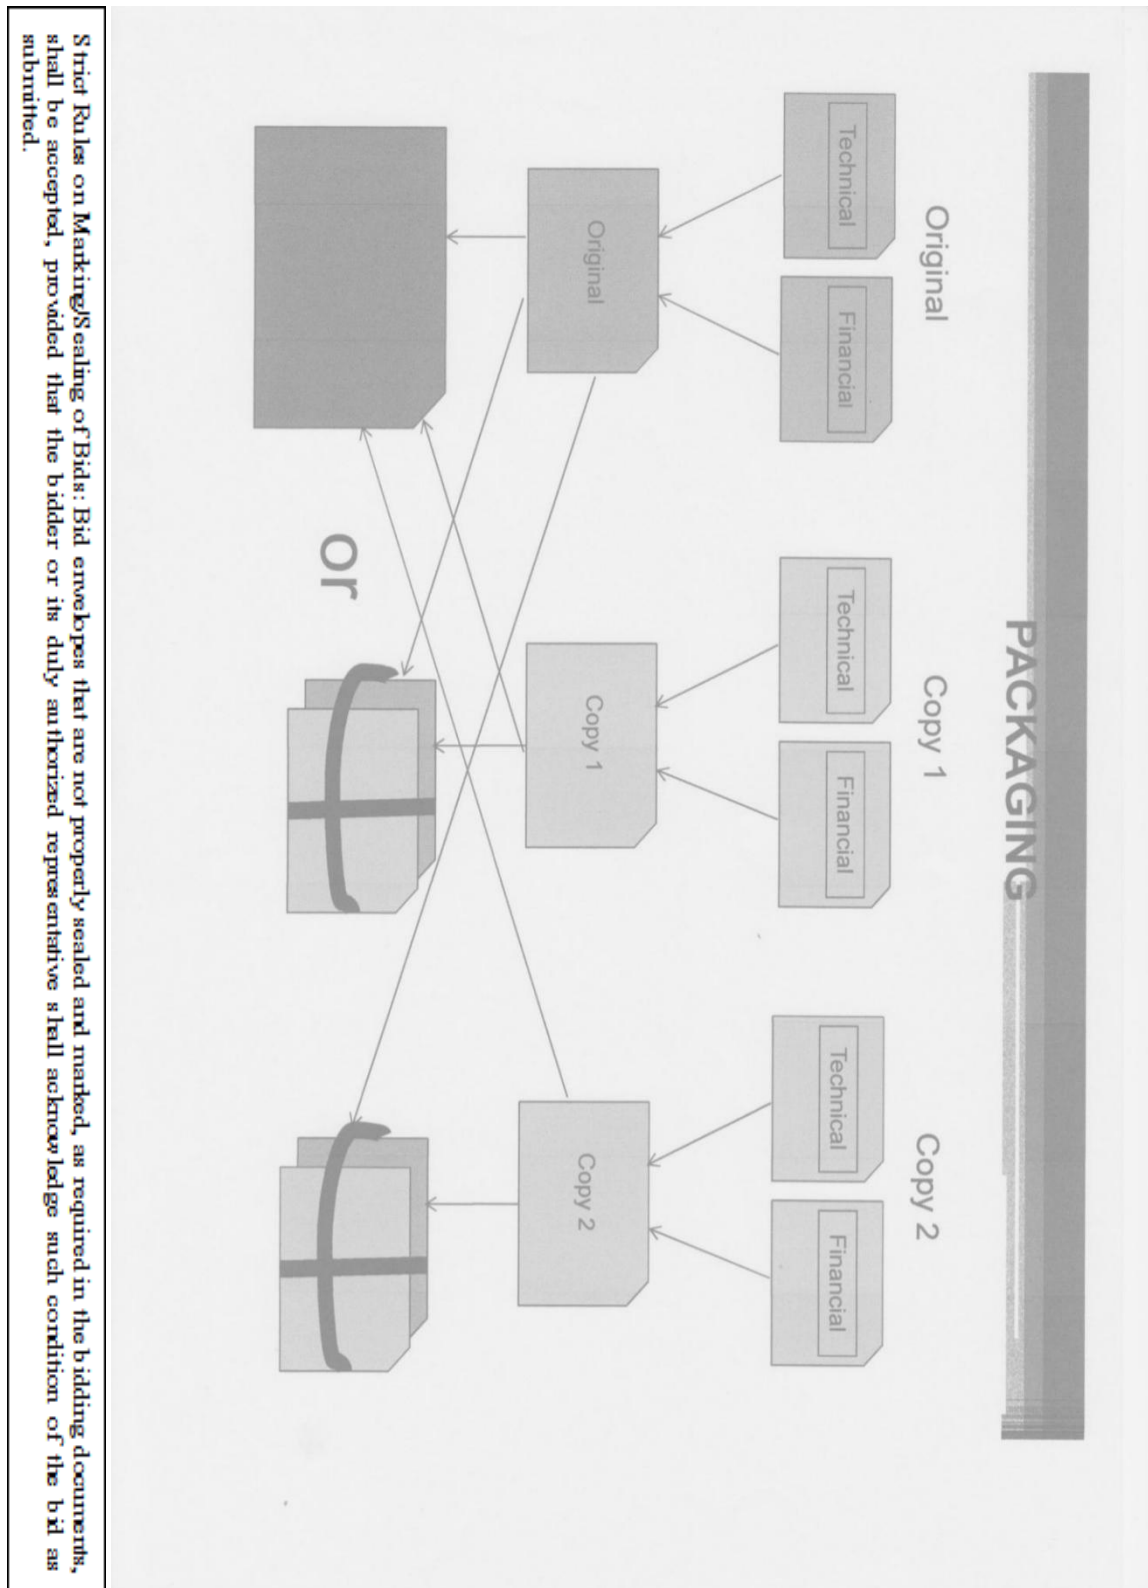 PACKAGING
Original
Copy 1
Copy 2
Technical
Financial
Technical
Financial
Technical
Financial
Original
Copy 1
Copy 2
or
Strict Rules on Marking/Sealing of Bids: Bid envelopes that are not properly sealed and marked, as required in the bidding documents,
shall be accepted, provided that the bidder or its duly authorized representative shall acknowledge such condition of the bid as
submitted.